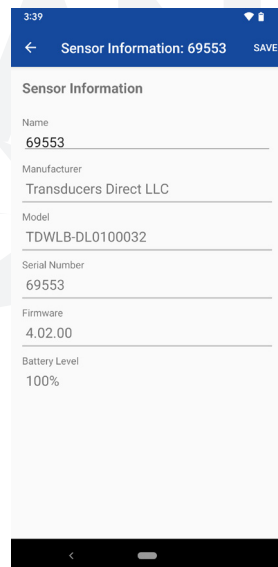 3:39
Sensor Information: 69553 SAVE
Sensor Information
Name
69553
Manufacturer
Transducers Direct LLC
Model
TDWLB-DL0100032
Serial Number
69553
Firmware
4.02.00
Battery Level
100%